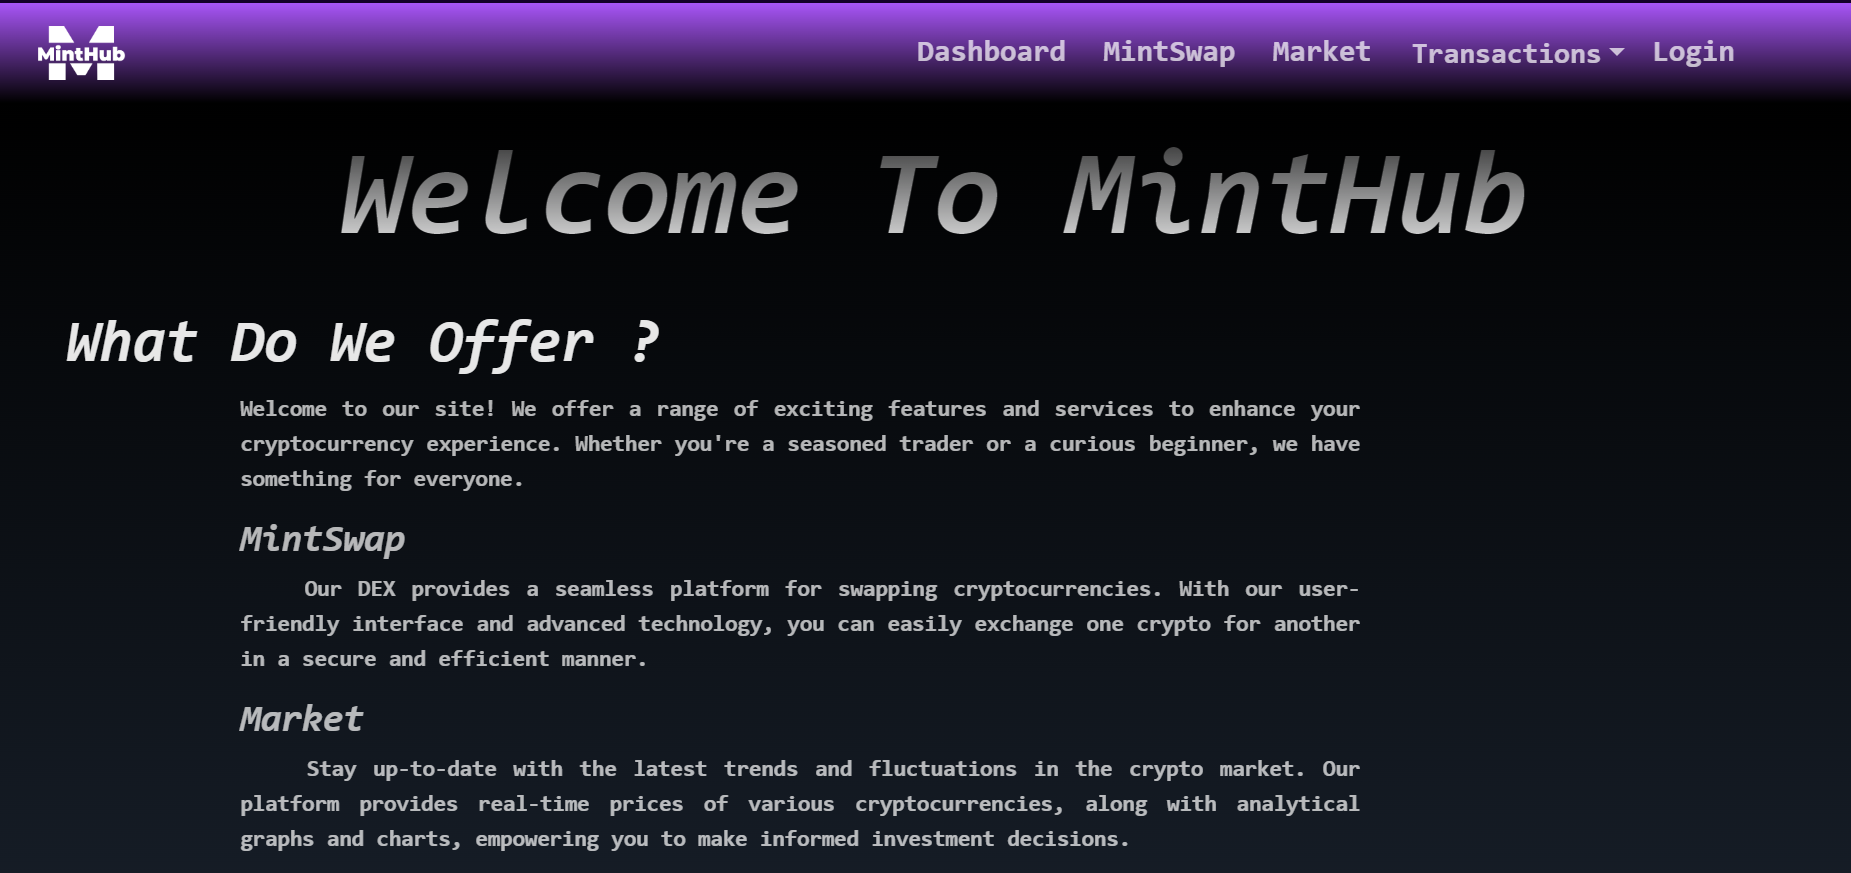 MintHub
Dashboard MintSwap Market Transactions Login
Welcome To MintHub
What Do We Offer ?
Welcome to our site! We offer a range of exciting features and services to enhance your
cryptocurrency experience. Whether you're a seasoned trader or a curious beginner, we have
something for everyone.
MintSwap
Our DEX provides a seamless platform for swapping cryptocurrencies. With our user-
friendly interface and advanced technology, you can easily exchange one crypto for another
in a secure and efficient manner.
Market
Stay up-to-date with the latest trends and fluctuations in the crypto market. Our
platform provides real-time prices of various cryptocurrencies, along with analytical
graphs and charts, empowering you to make informed investment decisions.